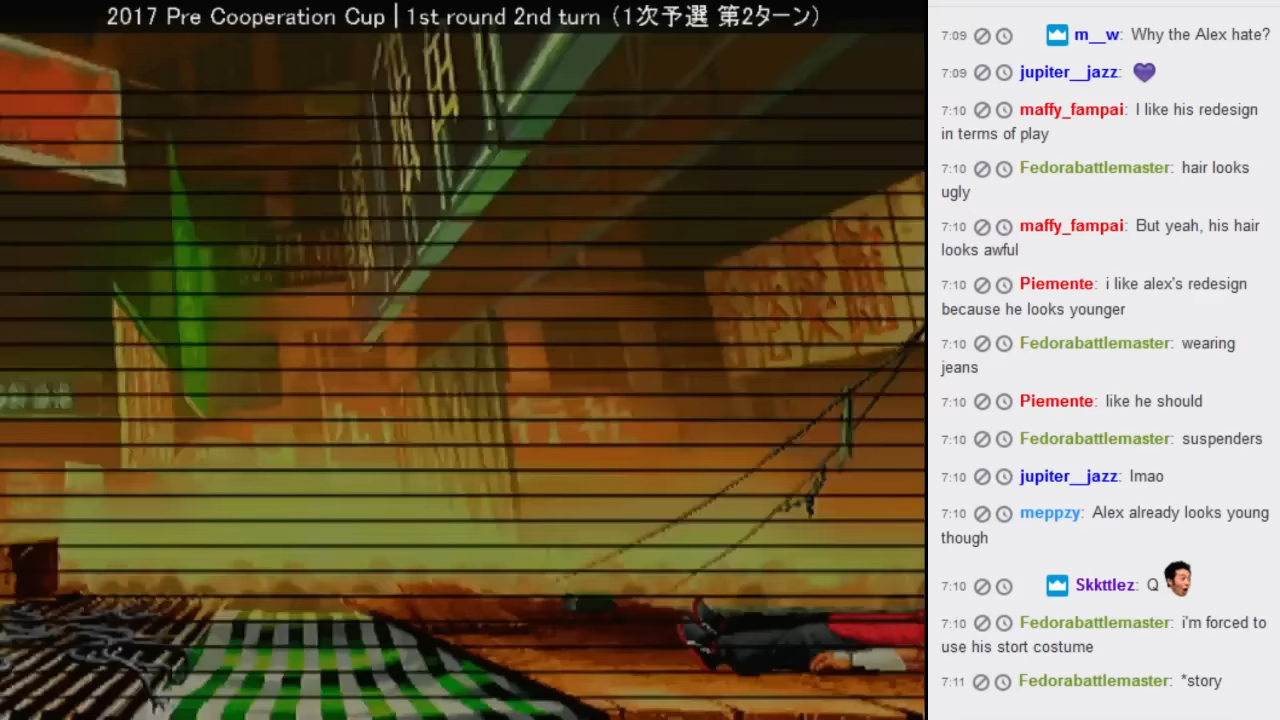 2017 Pre Cooperation Cup | 1st round 2nd turn (1次予選 第2ターン)
7:09 m__w: Why the Alex hate?
7:09 jupiter__jazz:
7:10 maffy_fampai: I like his redesign
in terms of play
7:10 Fedorabattlemaster: hair looks
ugly
7:10 maffy_fampai: But yeah, his hair
looks awful
7:10 Piemente: i like alex's redesign
because he looks younger
7:10 Fedorabattlemaster: wearing
jeans
7:10 Piemente: like he should
7:10 Fedorabattlemaster: suspenders
7:10 jupiter__jazz: lmao
7:10 meppzy: Alex already looks young
though
7:10 Skkttlez: Q
7:10 Fedorabattlemaster: i'm forced to
use his stort costume
7:11 Fedorabattlemaster: *story